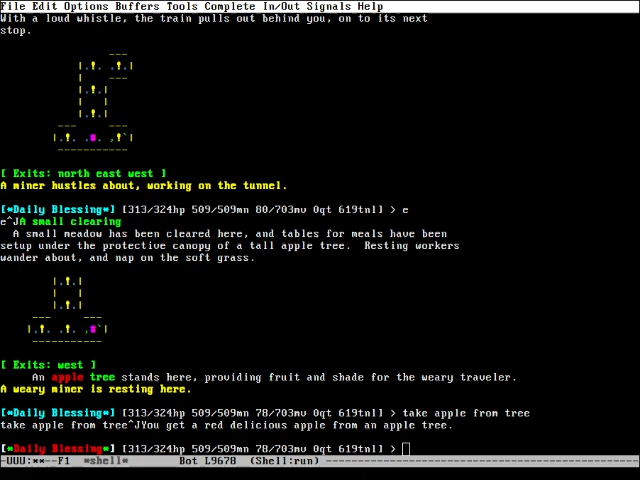 File Edit Options Buffers Tools Complete In/Out Signals Help
With a loud whistle, the train pulls out behind you, on to its next
stop.
---
|.!. .!.|
|    ---
|.!.|
|   |
|.!.|
---     ---
|.!. .. ,!`|
-----------
[ Exits: north east west ]
A miner hustles about, working on the tunnel.
[*Daily Blessing*] [313/324hp 509/509mn 80/703mv 0qt 619tnl] > e
e^JA small clearing
A small meadow has been cleared here, and tables for meals have been
setup under the protective canopy of a tall apple tree.  Resting workers
wander about, and nap on the soft grass.
|.!.|
|   |
|.!.|
---     ---
|.!. .!. ,`|
-----------
[ Exits: west ]
An apple tree stands here, providing fruit and shade for the weary traveler.
A weary miner is resting here.
[*Daily Blessing*] [313/324hp 509/509mn 78/703mv 0qt 619tnl] > take apple from tree
take apple from tree^JYou get a red delicious apple from an apple tree.
[*Daily Blessing*] [313/324hp 509/509mn 78/703mv 0qt 619tnl] >
-UUU:**--F1  *shell*        Bot L9678  (Shell:run)